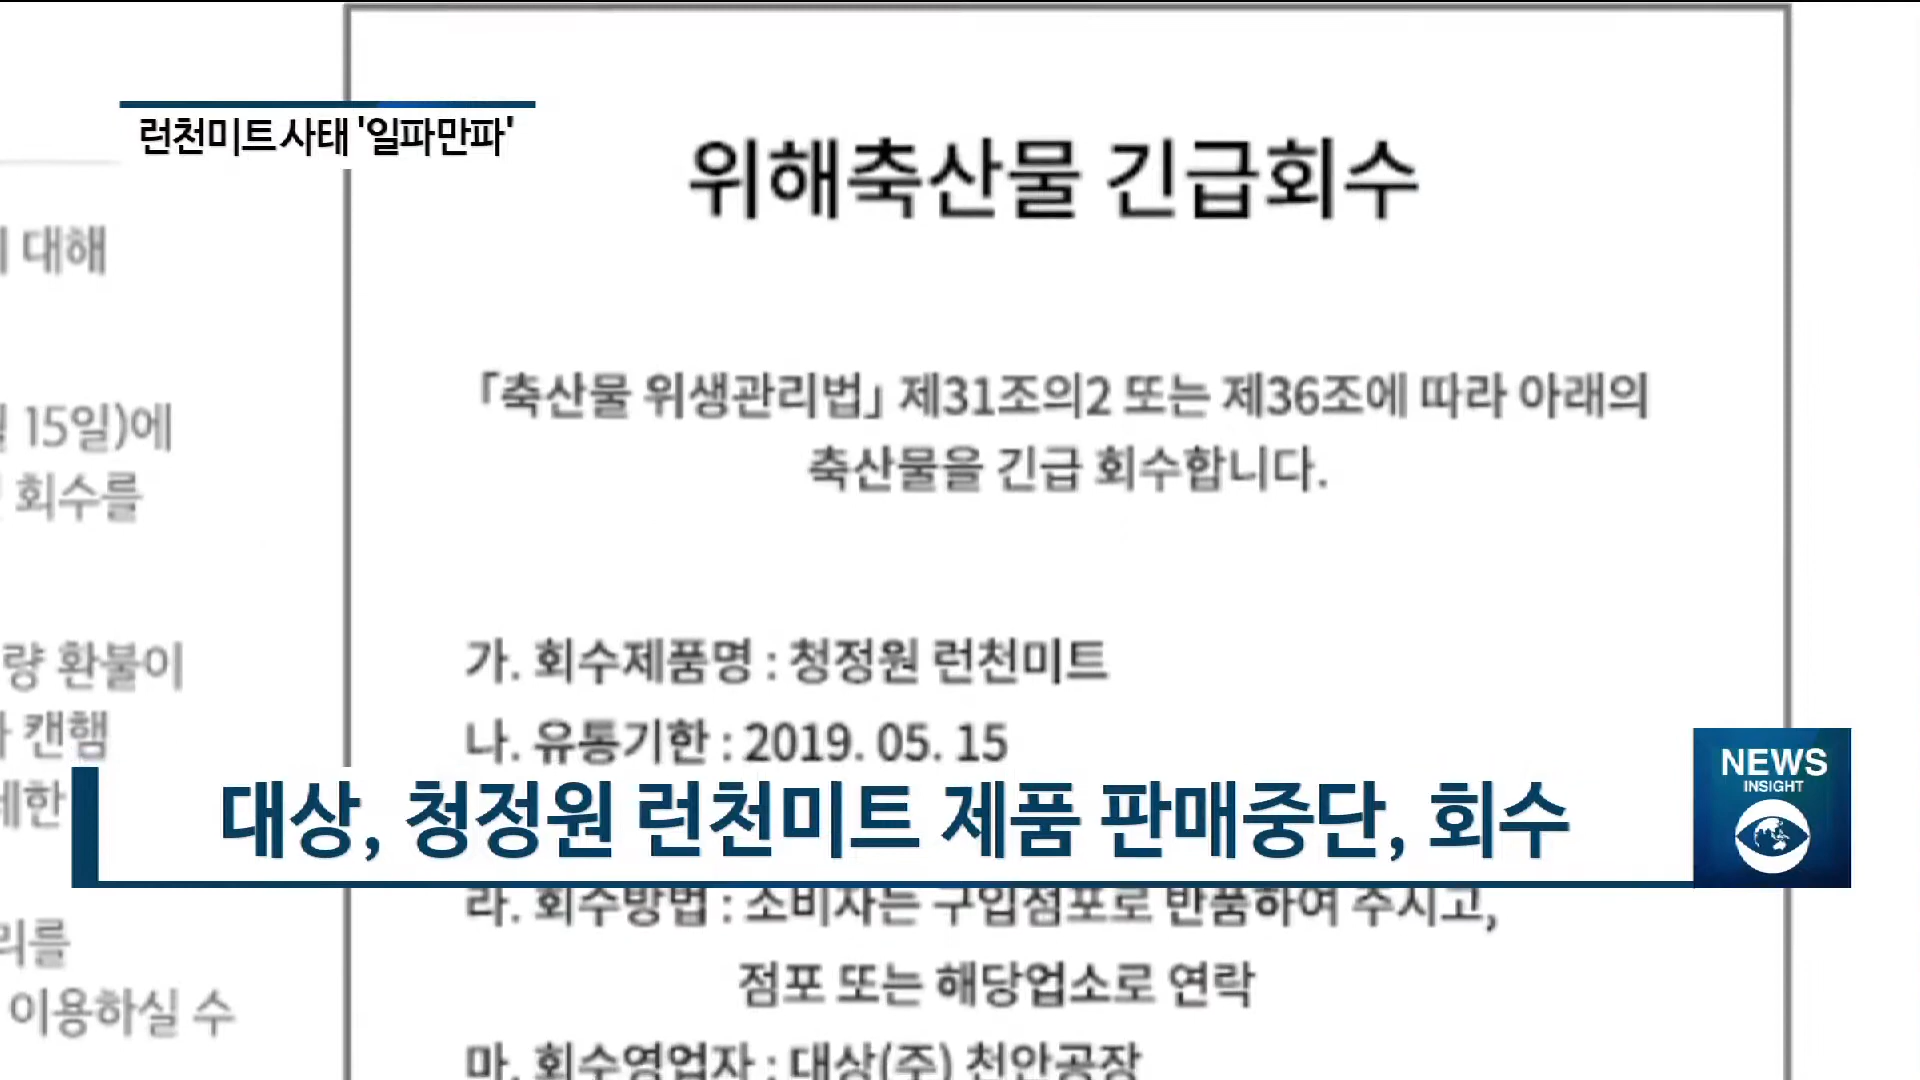 런천미트 사태 '일파만파'
위해축산물 긴급회수
대해
「축산물 위생관리법」 제31조의2 또는 제36조에 따라 아래의
15일)에
축산물을 긴급 회수합니다.
회수를
가. 회수제품명 : 청정원 런천미트
량 환불이
나. 유통기한 : 2019. 05. 15
캔햄
NEWS
INSIGHT
대상, 청정원 런천미트 제품 판매중단, 회수
라. 회수방법 : 소비자는 구입점포로 반품하여 주시고,
점포 또는 해당업소로 연락
이용하실 수
마. 회수영업자 : 대상(주) 천안공장